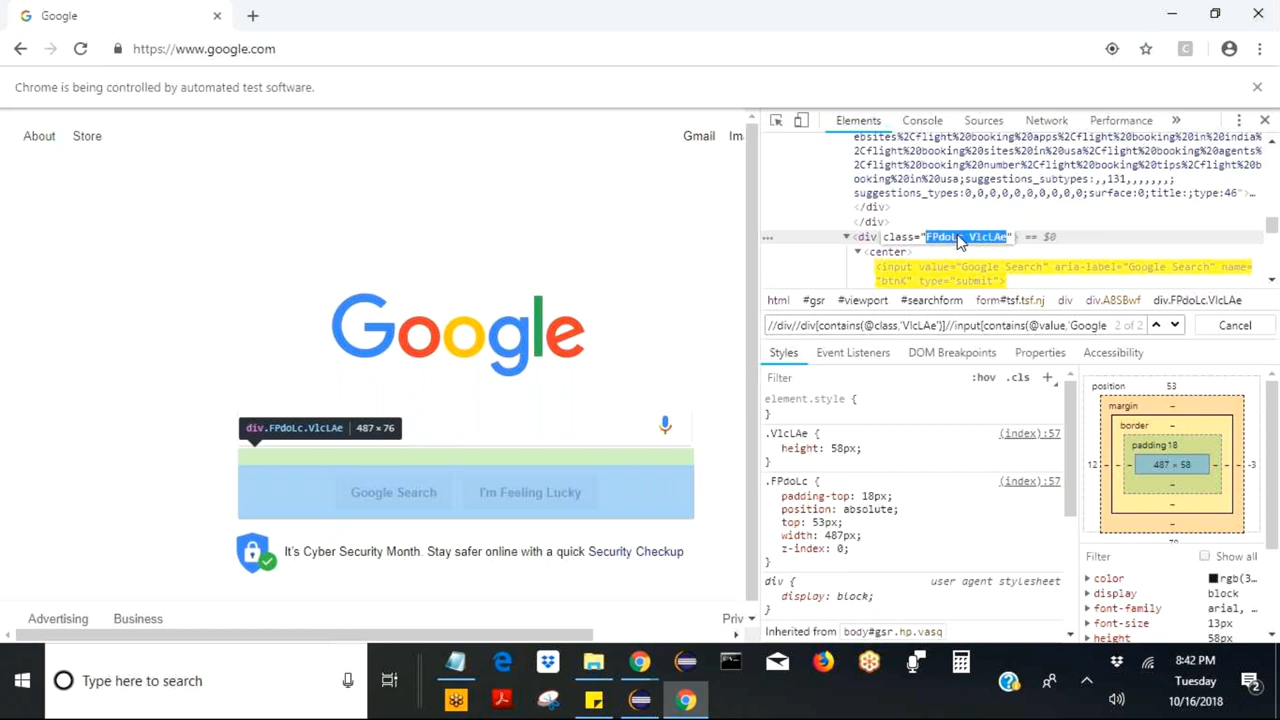 Google
https://www.google.com
Chrome is being controlled by automated test software.
About Store
Gmail Im
Google
div.FPdoLc.VlcLAe 487 × 76
Google Search I'm Feeling Lucky
It's Cyber Security Month. Stay safer online with a quick Security Checkup
Advertising Business Priv
Elements Console Sources Network Performance »
ebsites%2Cflight%20booking%20apps%2Cflight%20booking%20in%20india
%2Cflight%20booking%20sites%20in%20usa%2Cflight%20booking%20agents
%2Cflight%20booking%20number%2Cflight%20booking%20tips%2Cflight%20b
ooking%20in%20usa;suggestions_subtypes:,,131,,,,,,,;
suggestions_types:0,0,0,0,0,0,0,0,0,0;surface:0;title:;type:46">…
</div>
</div>
… <div class="FPdoLc VlcLAe" > == $0
<center>
<input value="Google Search" aria-label="Google Search" name=
"btnK" type="submit">
html #gsr #viewport #searchform form#tsf.tsf.nj div div.A8SBwf div.FPdoLc.VlcLAe
//div//div[contains(@class,'VlcLAe')]//input[contains(@value,'Google 2 of 2 Cancel
Styles Event Listeners DOM Breakpoints Properties Accessibility
Filter :hov .cls +
element.style {
}
.VlcLAe { (index):57
height: 58px;
}
.FPdoLc { (index):57
padding-top: 18px;
position: absolute;
top: 53px;
width: 487px;
z-index: 0;
}
div { user agent stylesheet
display: block;
}
Inherited from body#gsr.hp.vasq
position 53
margin –
border –
padding 18
12 – – – 487 × 58 – – – -3
–
–
–
Filter Show all
color rgb(3…
display block
font-family arial, …
font-size 13px
height 58px
Type here to search
8:42 PM
Tuesday
10/16/2018
2